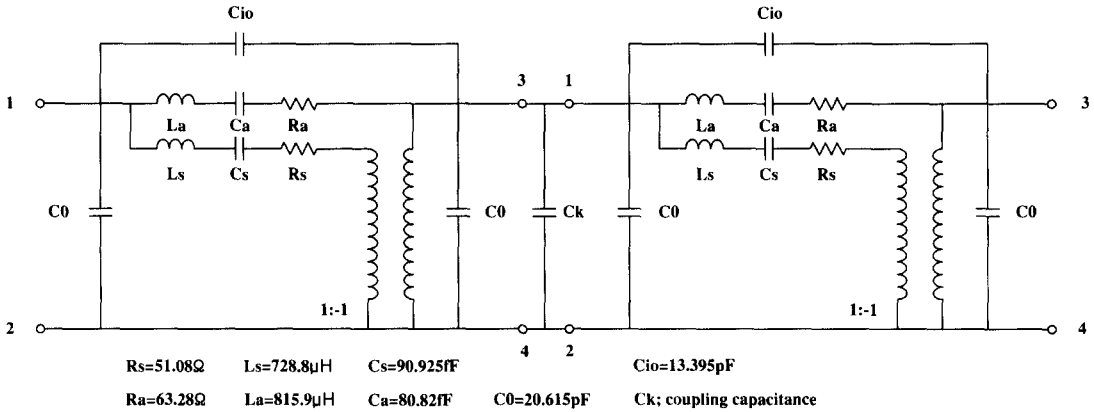 Cio Cio
1 3 1 3
La Ca Ra La Ca Ra
Ls Cs Rs Ls Cs Rs
C0 C0 Ck C0 C0
1:-1 1:-1
2 4 2 4
Rs=51.08Ω Ls=728.8μH Cs=90.925fF Cio=13.395pF
Ra=63.28Ω La=815.9μH Ca=80.82fF C0=20.615pF Ck; coupling capacitance